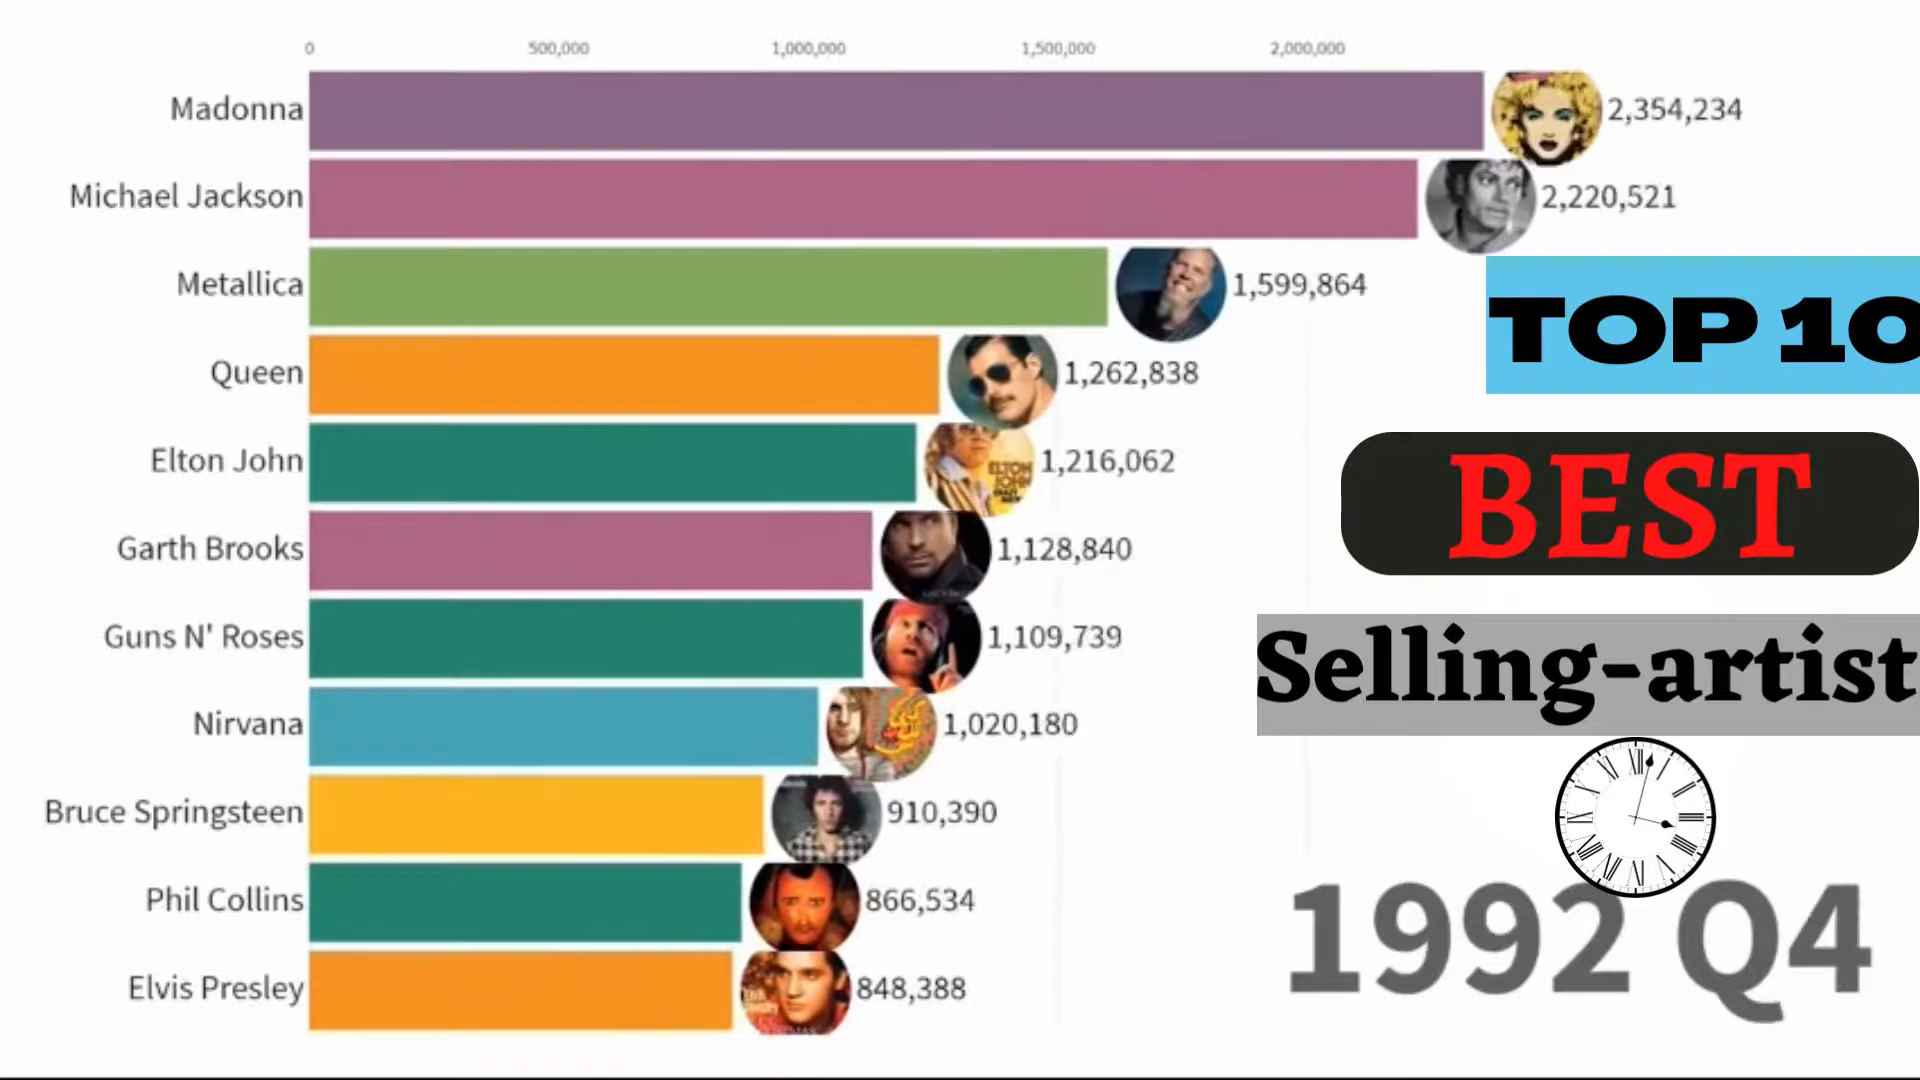 0 500,000 1,000,000 1,500,000 2,000,000
Madonna 2,354,234
Michael Jackson 2,220,521
Metallica 1,599,864
TOP 10
Queen 1,262,838
Elton John ELTON JOHN 1,216,062
BEST
Garth Brooks 1,128,840
Guns N' Roses 1,109,739
Selling-artist
Nirvana 1,020,180
XII
Bruce Springsteen 910,390
Phil Collins 866,534
1992 Q4
Elvis Presley 848,388